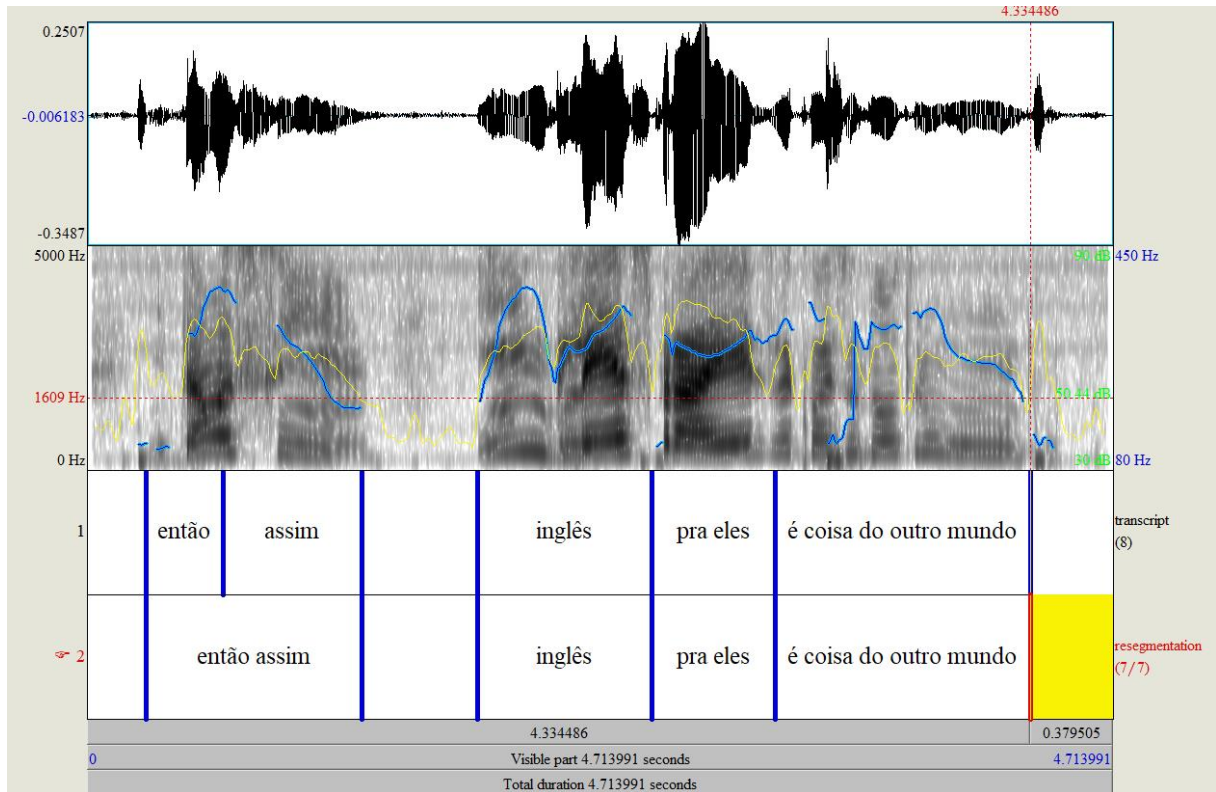 4.334486
0.2507
-0.006183
-0.3487
5000 Hz
90 dB
450 Hz
1609 Hz
50.44 dB
0 Hz
30 dB
80 Hz
1
então
assim
inglês
pra eles
é coisa do outro mundo
transcript
(8)
☞ 2
então assim
inglês
pra eles
é coisa do outro mundo
resegmentation
(7/7)
4.334486
0.379505
0
Visible part 4.713991 seconds
4.713991
Total duration 4.713991 seconds